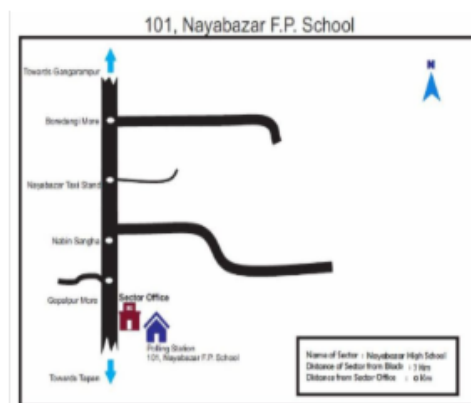 101, Nayabazar F.P. School
Towards Gangarampur
N
Boredangi More
Nayabazar Taxi Stand
Nabin Sangha
Gopalpur More
Sector Office
Polling Station
101, Nayabazar F.P. School
Towards Tapan
Name of Sector : Nayabazar High School
Distance of Sector from Block :
Distance from Sector Office :